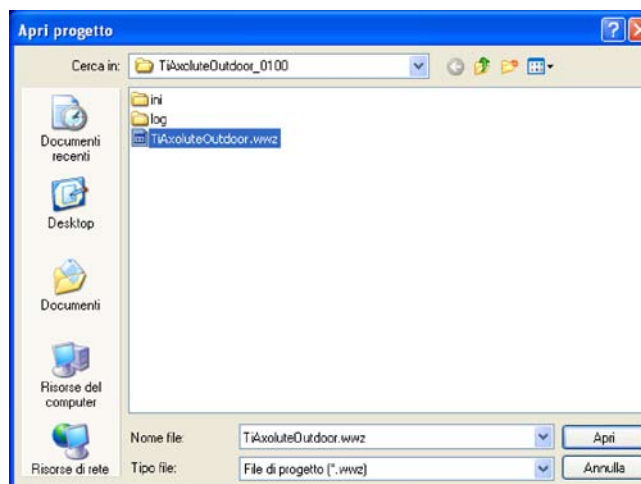 Apri progetto
Cerca in: TiAxoluteOutdoor_0100
ini
log
TiAxoluteOutdoor.wwz
Documenti recenti
Desktop
Documenti
Risorse del computer
Risorse di rete
Nome file: TiAxoluteOutdoor.wwz Apri
Tipo file: File di progetto (*.wwz) Annulla